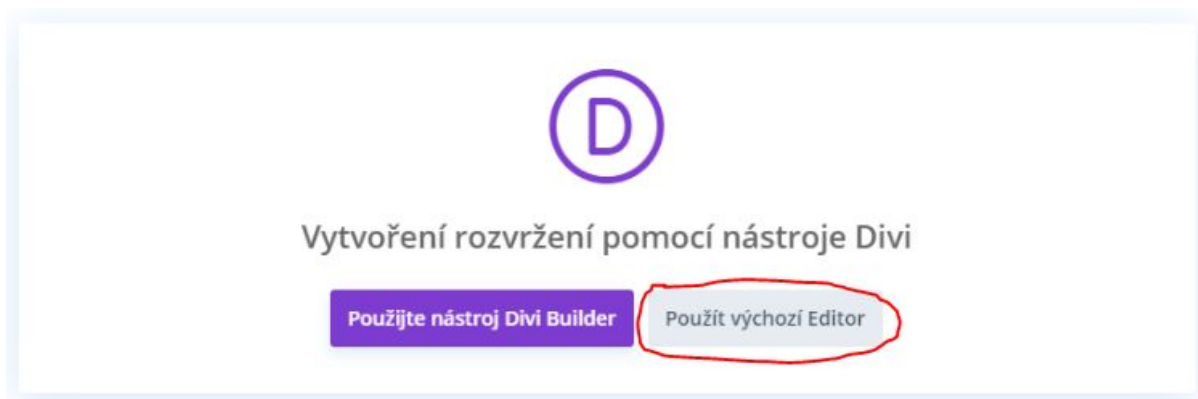 D
Vytvoření rozvržení pomocí nástroje Divi
Použijte nástroj Divi Builder
Použít výchozí Editor